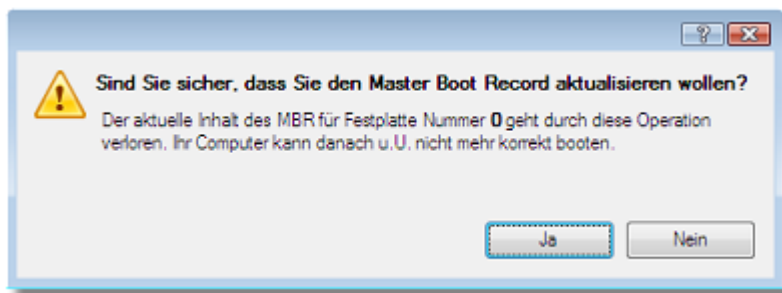 Sind Sie sicher, dass Sie den Master Boot Record aktualisieren wollen?
Der aktuelle Inhalt des MBR für Festplatte Nummer 0 geht durch diese Operation
verloren. Ihr Computer kann danach u.U. nicht mehr korrekt booten.
Ja Nein